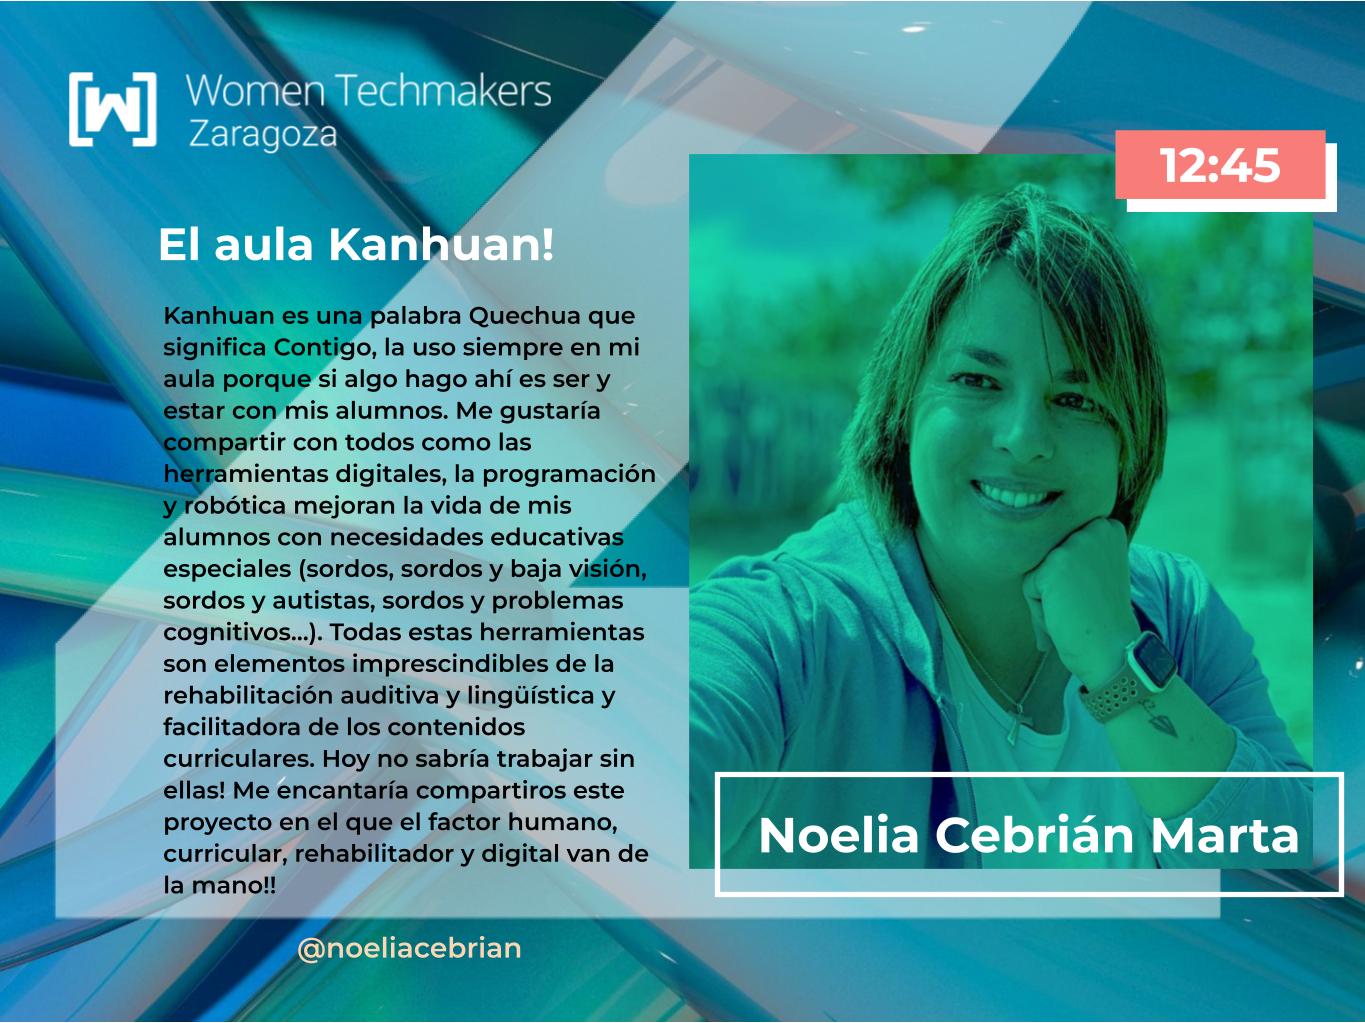 Women Techmakers
Zaragoza
12:45
El aula Kanhuan!
Kanhuan es una palabra Quechua que
significa Contigo, la uso siempre en mi
aula porque si algo hago ahí es ser y
estar con mis alumnos. Me gustaría
compartir con todos como las
herramientas digitales, la programación
y robótica mejoran la vida de mis
alumnos con necesidades educativas
especiales (sordos, sordos y baja visión,
sordos y autistas, sordos y problemas
cognitivos...). Todas estas herramientas
son elementos imprescindibles de la
rehabilitación auditiva y lingüística y
facilitadora de los contenidos
curriculares. Hoy no sabría trabajar sin
ellas! Me encantaría compartiros este
proyecto en el que el factor humano,
curricular, rehabilitador y digital van de
la mano!!
Noelia Cebrián Marta
@noeliacebrian